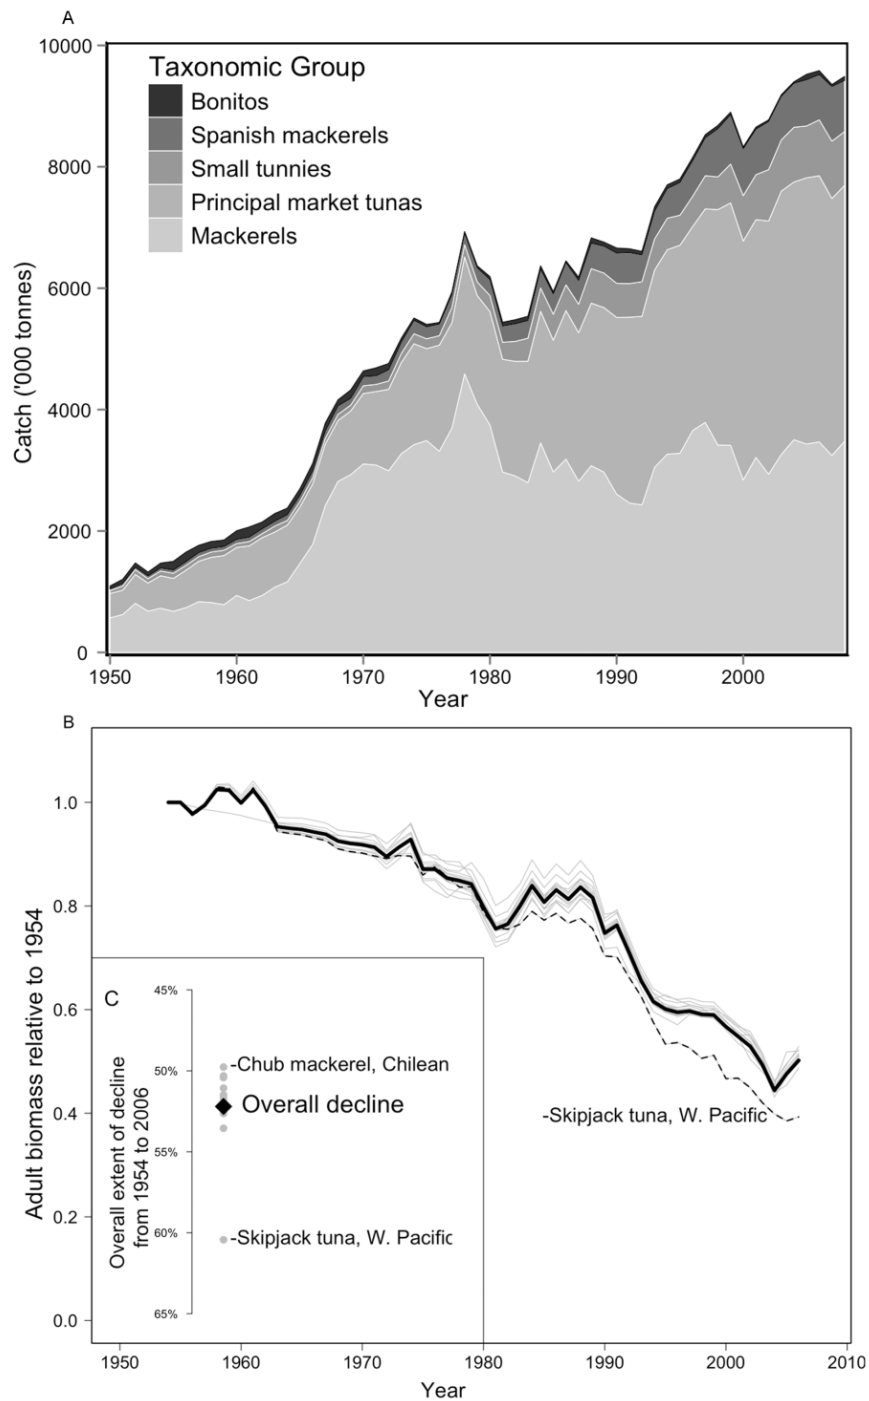 A
10000
8000
6000
4000
2000
0
Catch ('000 tonnes)
Taxonomic Group
Bonitos
Spanish mackerels
Small tunnies
Principal market tunas
Mackerels
1950 1960 1970 1980 1990 2000
Year
B
1.0
0.8
0.6
0.4
0.2
0.0
Adult biomass relative to 1954
-Skipjack tuna, W. Pacific
C
45%
50%
55%
60%
65%
Overall extent of decline
from 1954 to 2006
-Chub mackerel, Chilean
Overall decline
-Skipjack tuna, W. Pacific
1950 1960 1970 1980 1990 2000 2010
Year